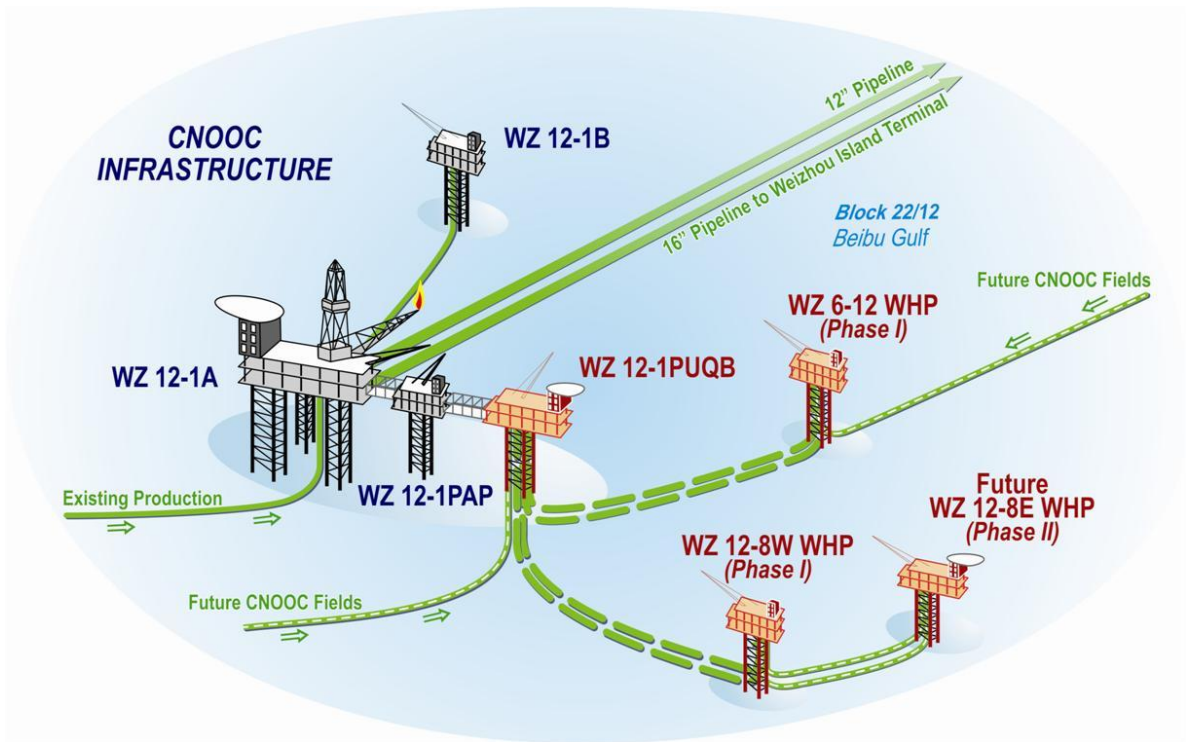 CNOOC
INFRASTRUCTURE
WZ 12-1B
12” Pipeline
16” Pipeline to Weizhou Island Terminal
Block 22/12
Beibu Gulf
Future CNOOC Fields
WZ 6-12 WHP
(Phase I)
WZ 12-1A
WZ 12-1PUQB
WZ 12-1PAP
Existing Production
Future
WZ 12-8E WHP
(Phase II)
WZ 12-8W WHP
(Phase I)
Future CNOOC Fields